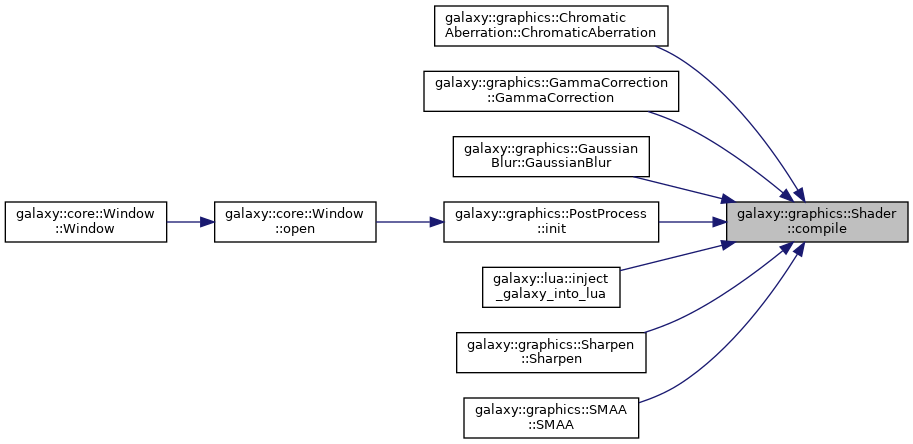 galaxy::graphics::Chromatic
Aberration::ChromaticAberration
galaxy::graphics::GammaCorrection
::GammaCorrection
galaxy::graphics::Gaussian
Blur::GaussianBlur
galaxy::core::Window
::Window
galaxy::core::Window
::open
galaxy::graphics::PostProcess
::init
galaxy::graphics::Shader
::compile
galaxy::lua::inject
_galaxy_into_lua
galaxy::graphics::Sharpen
::Sharpen
galaxy::graphics::SMAA
::SMAA